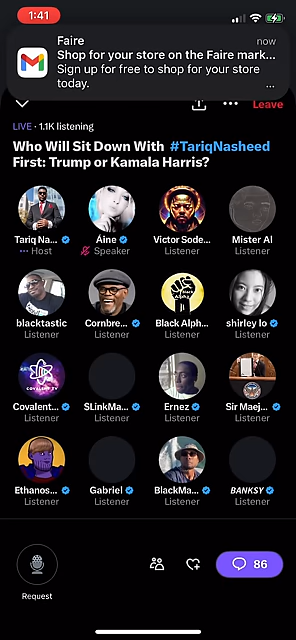 1:41
Faire
now
Shop for your store on the Faire mark...
Sign up for free to shop for your store
today.
...
Leave
LIVE · 1.1K listening
Who Will Sit Down With #TariqNasheed
First: Trump or Kamala Harris?
Tariq Na... Áine Victor Sode... Mister Al
Host Speaker Listener Listener
blacktastic Cornbre... Black Alph... shirley lo
Listener Listener Listener Listener
Covalent... SLinkMa... Ernez Sir Maej...
Listener Listener Listener Listener
Ethanos... Gabriel BlackMa... BANKSY
Listener Listener Listener Listener
86
Request